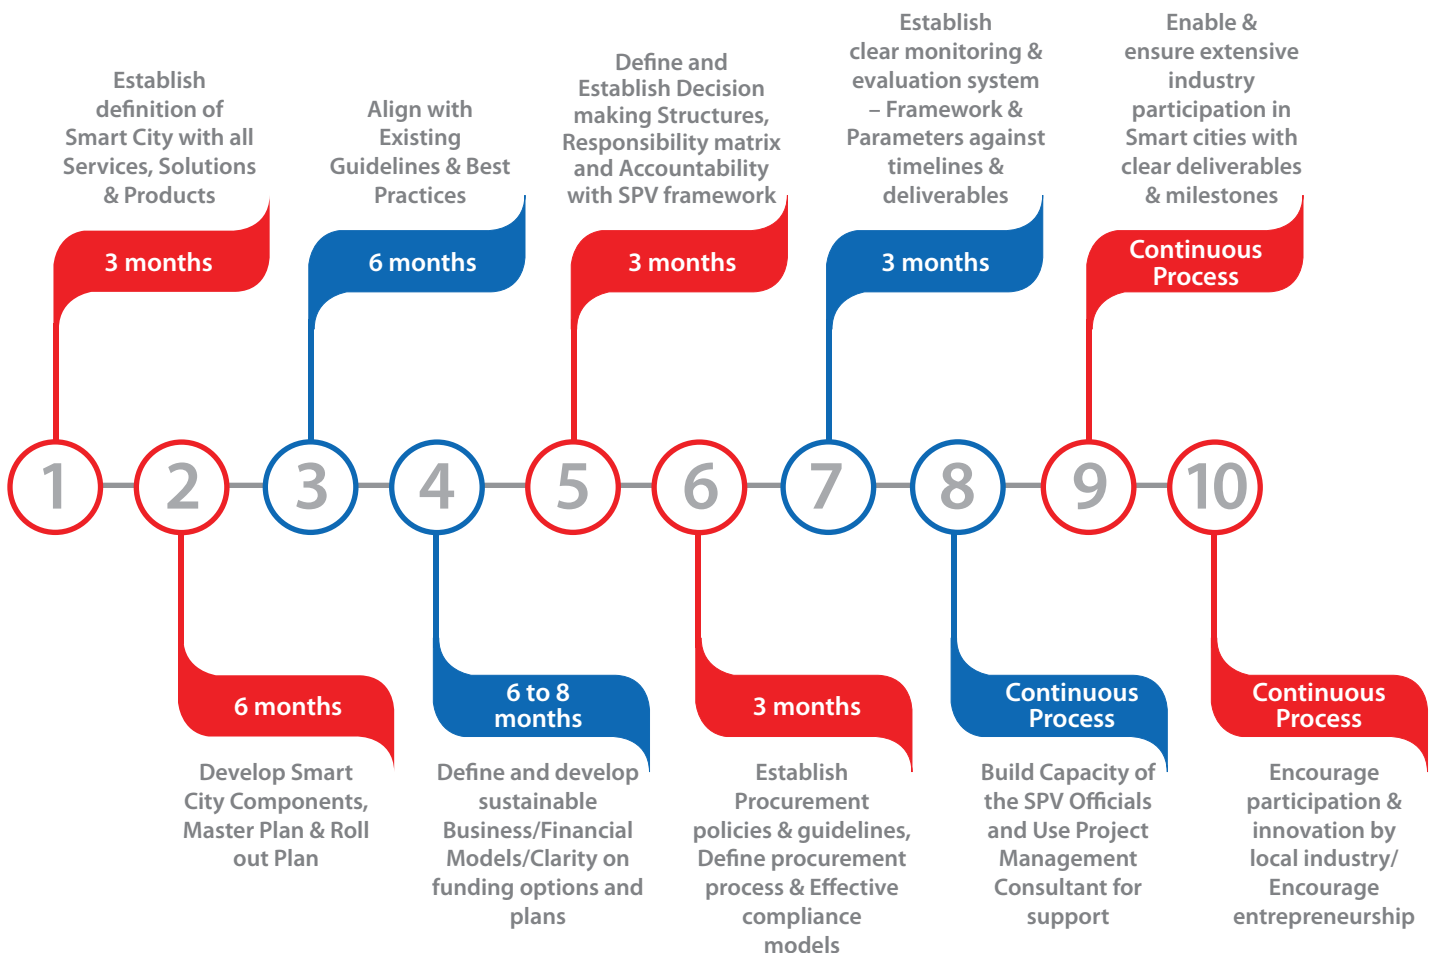 Establish
definition of
Smart City with all
Services, Solutions
& Products
3 months
Align with
Existing
Guidelines & Best
Practices
6 months
Define and
Establish Decision
making Structures,
Responsibility matrix
and Accountability
with SPV framework
3 months
Establish
clear monitoring &
evaluation system
– Framework &
Parameters against
timelines &
deliverables
3 months
Enable &
ensure extensive
industry
participation in
Smart cities with
clear deliverables
& milestones
Continuous
Process
1
2
3
4
5
6
7
8
9
10
6 months
Develop Smart
City Components,
Master Plan & Roll
out Plan
6 to 8
months
Define and develop
sustainable
Business/Financial
Models/Clarity on
funding options and
plans
3 months
Establish
Procurement
policies & guidelines,
Define procurement
process & Effective
compliance
models
Continuous
Process
Build Capacity of
the SPV Officials
and Use Project
Management
Consultant for
support
Continuous
Process
Encourage
participation &
innovation by
local industry/
Encourage
entrepreneurship